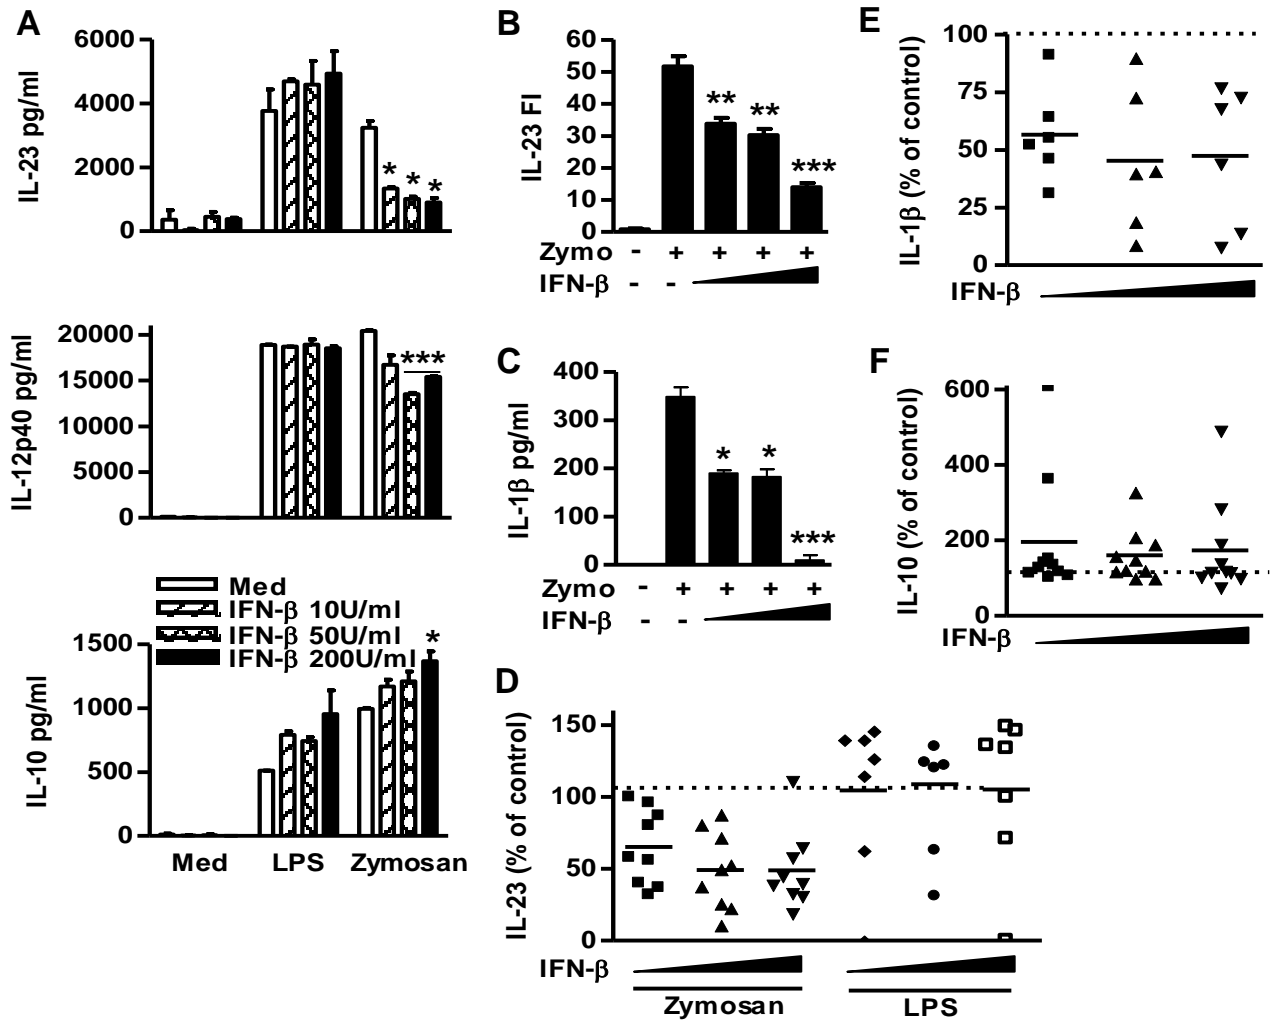 A
IL-23 pg/ml
6000
4000
2000
0
* * *
IL-12p40 pg/ml
20000
15000
10000
5000
0
***
Med
IFN-β 10U/ml
IFN-β 50U/ml
IFN-β 200U/ml
IL-10 pg/ml
1500
1000
500
0
*
Med LPS Zymosan
B
IL-23 FI
60
50
40
30
20
10
0
** ** ***
Zymo - + + + +
IFN-β - -
C
IL-1β pg/ml
400
300
200
100
0
* * ***
Zymo - + + + +
IFN-β - -
D
IL-23 (% of control)
150
100
50
0
IFN-β
Zymosan LPS
E
IL-1β (% of control)
100
75
50
25
0
IFN-β
F
IL-10 (% of control)
600
400
200
0
IFN-β